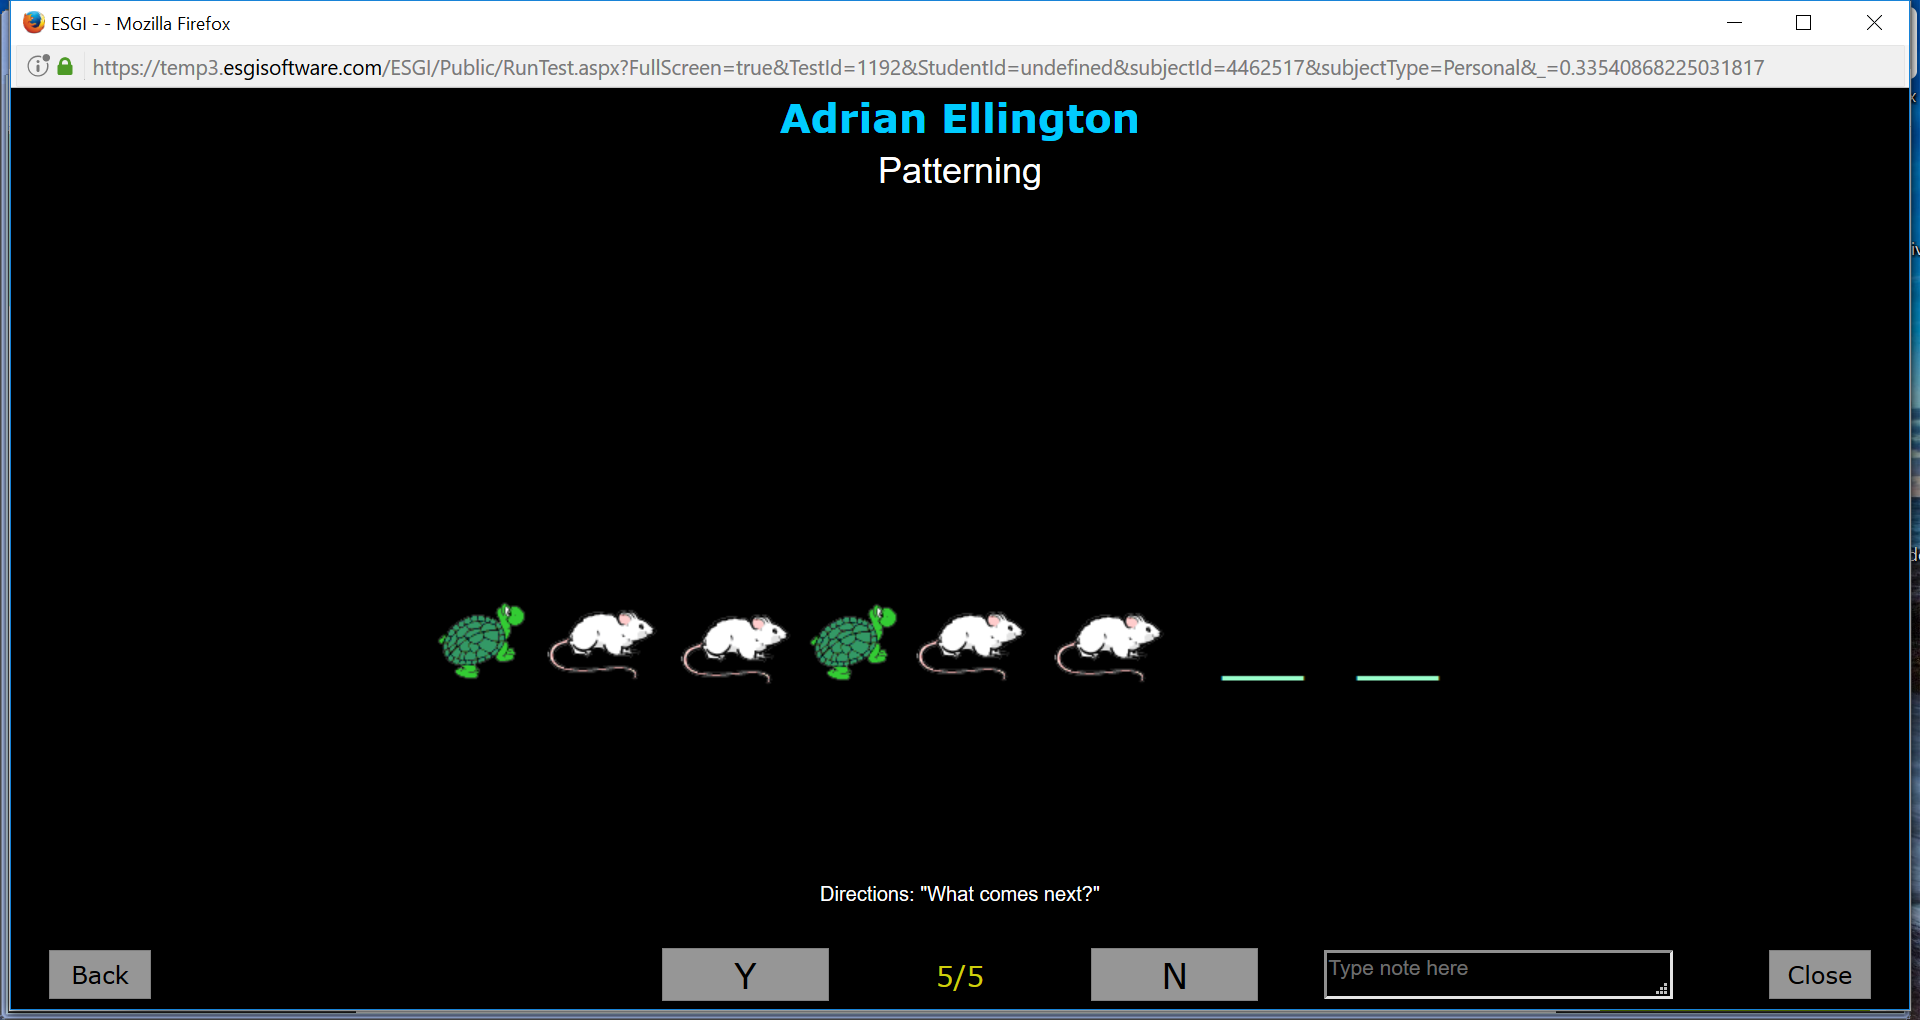 ESGI - - Mozilla Firefox
https://temp3.esgisoftware.com/ESGI/Public/RunTest.aspx?FullScreen=true&TestId=1192&StudentId=undefined&subjectId=4462517&subjectType=Personal&_=0.33540868225031817
Adrian Ellington
Patterning
Directions: "What comes next?"
Back Y 5/5 N Type note here Close